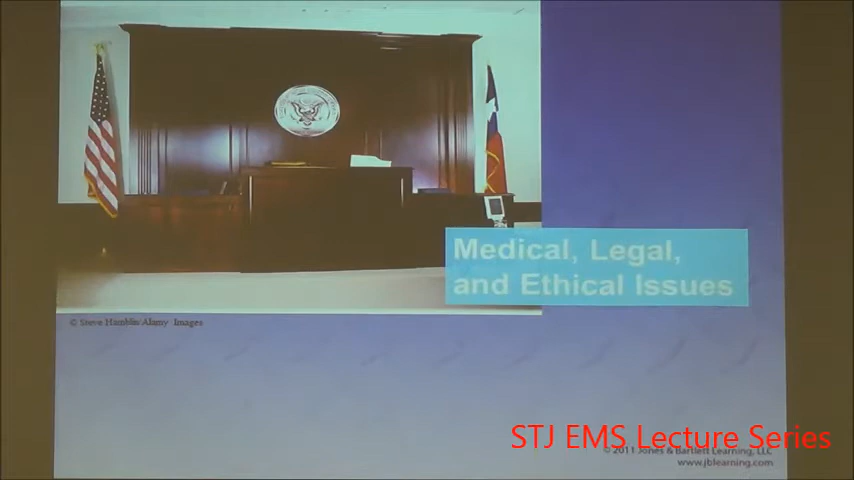 Medical, Legal,
and Ethical Issues
© Steve Hamblin/Alamy Images
STJ EMS Lecture Series
© 2011 Jones & Bartlett Learning, LLC
www.jblearning.com